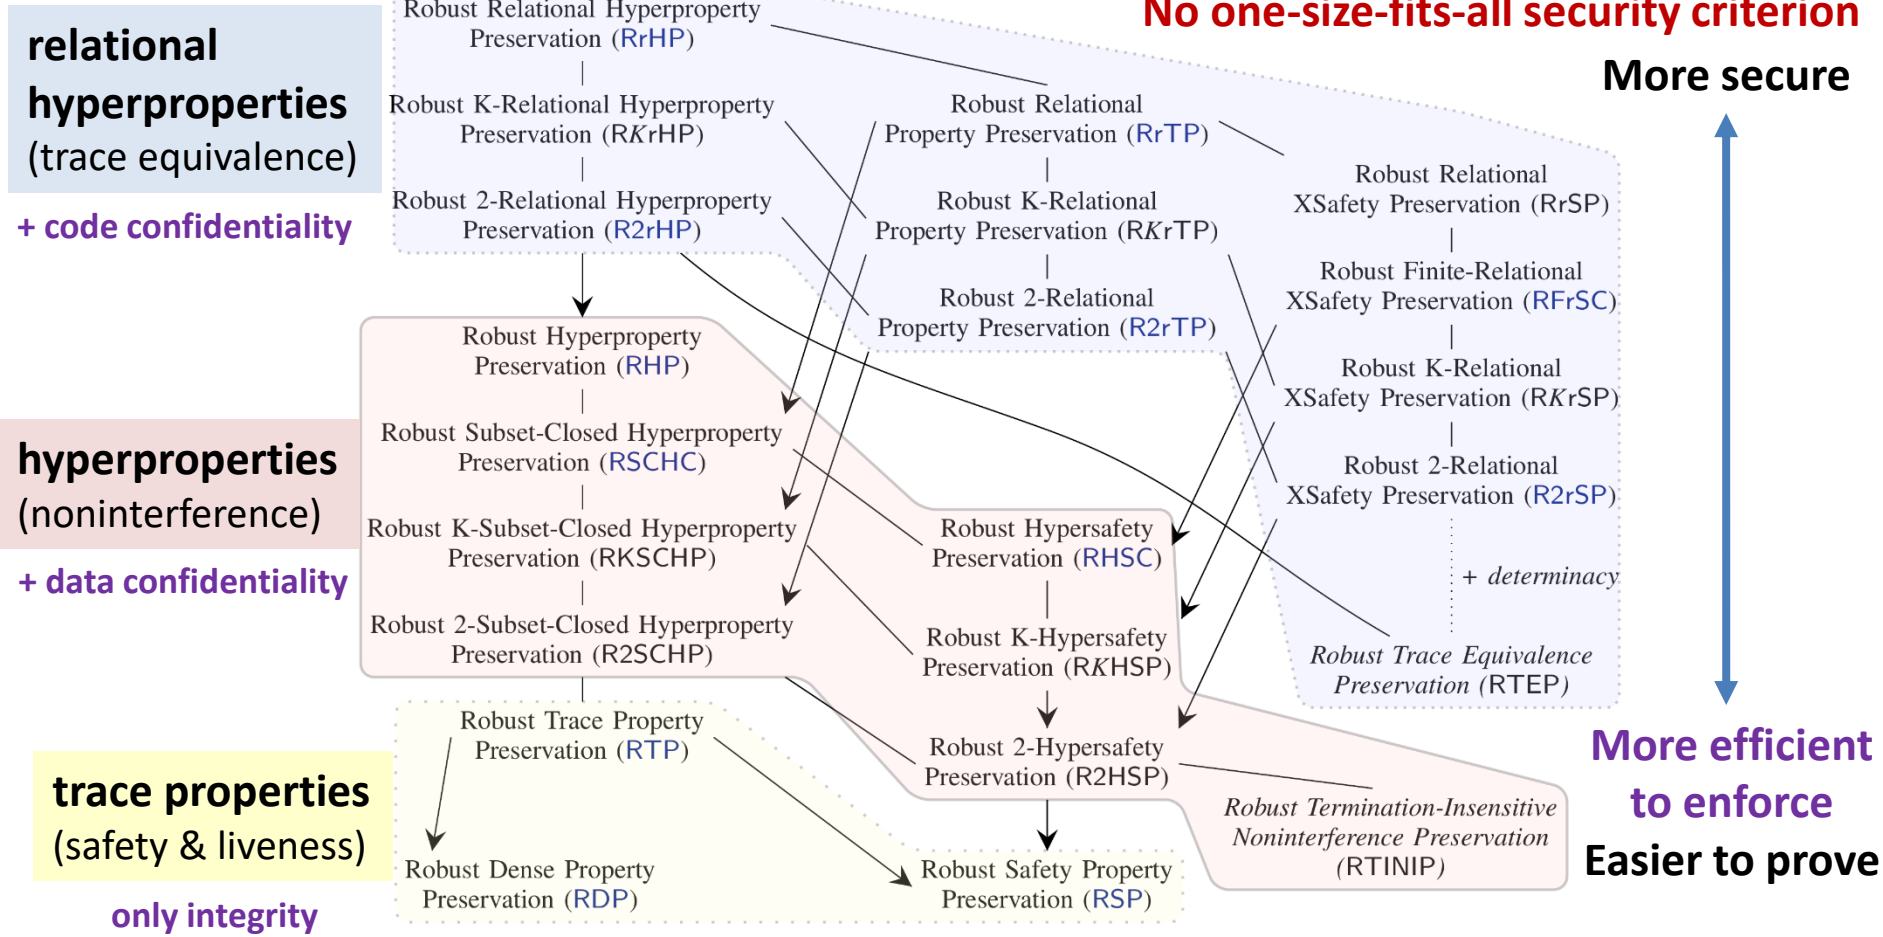 No one-size-fits-all security criterion
More secure
More efficient
to enforce
Easier to prove
relational
hyperproperties
(trace equivalence)
+ code confidentiality
hyperproperties
(noninterference)
+ data confidentiality
trace properties
(safety & liveness)
only integrity
Robust Relational Hyperproperty
Preservation (RrHP)
Robust K-Relational Hyperproperty
Preservation (RKrHP)
Robust 2-Relational Hyperproperty
Preservation (R2rHP)
Robust Relational
Property Preservation (RrTP)
Robust K-Relational
Property Preservation (RKrTP)
Robust 2-Relational
Property Preservation (R2rTP)
Robust Relational
XSafety Preservation (RrSP)
Robust Finite-Relational
XSafety Preservation (RFrSC)
Robust K-Relational
XSafety Preservation (RKrSP)
Robust 2-Relational
XSafety Preservation (R2rSP)
+ determinacy
Robust Trace Equivalence
Preservation (RTEP)
Robust Hyperproperty
Preservation (RHP)
Robust Subset-Closed Hyperproperty
Preservation (RSCHC)
Robust K-Subset-Closed Hyperproperty
Preservation (RKSCHP)
Robust 2-Subset-Closed Hyperproperty
Preservation (R2SCHP)
Robust Hypersafety
Preservation (RHSC)
Robust K-Hypersafety
Preservation (RKHSP)
Robust 2-Hypersafety
Preservation (R2HSP)
Robust Termination-Insensitive
Noninterference Preservation
(RTINIP)
Robust Trace Property
Preservation (RTP)
Robust Dense Property
Preservation (RDP)
Robust Safety Property
Preservation (RSP)